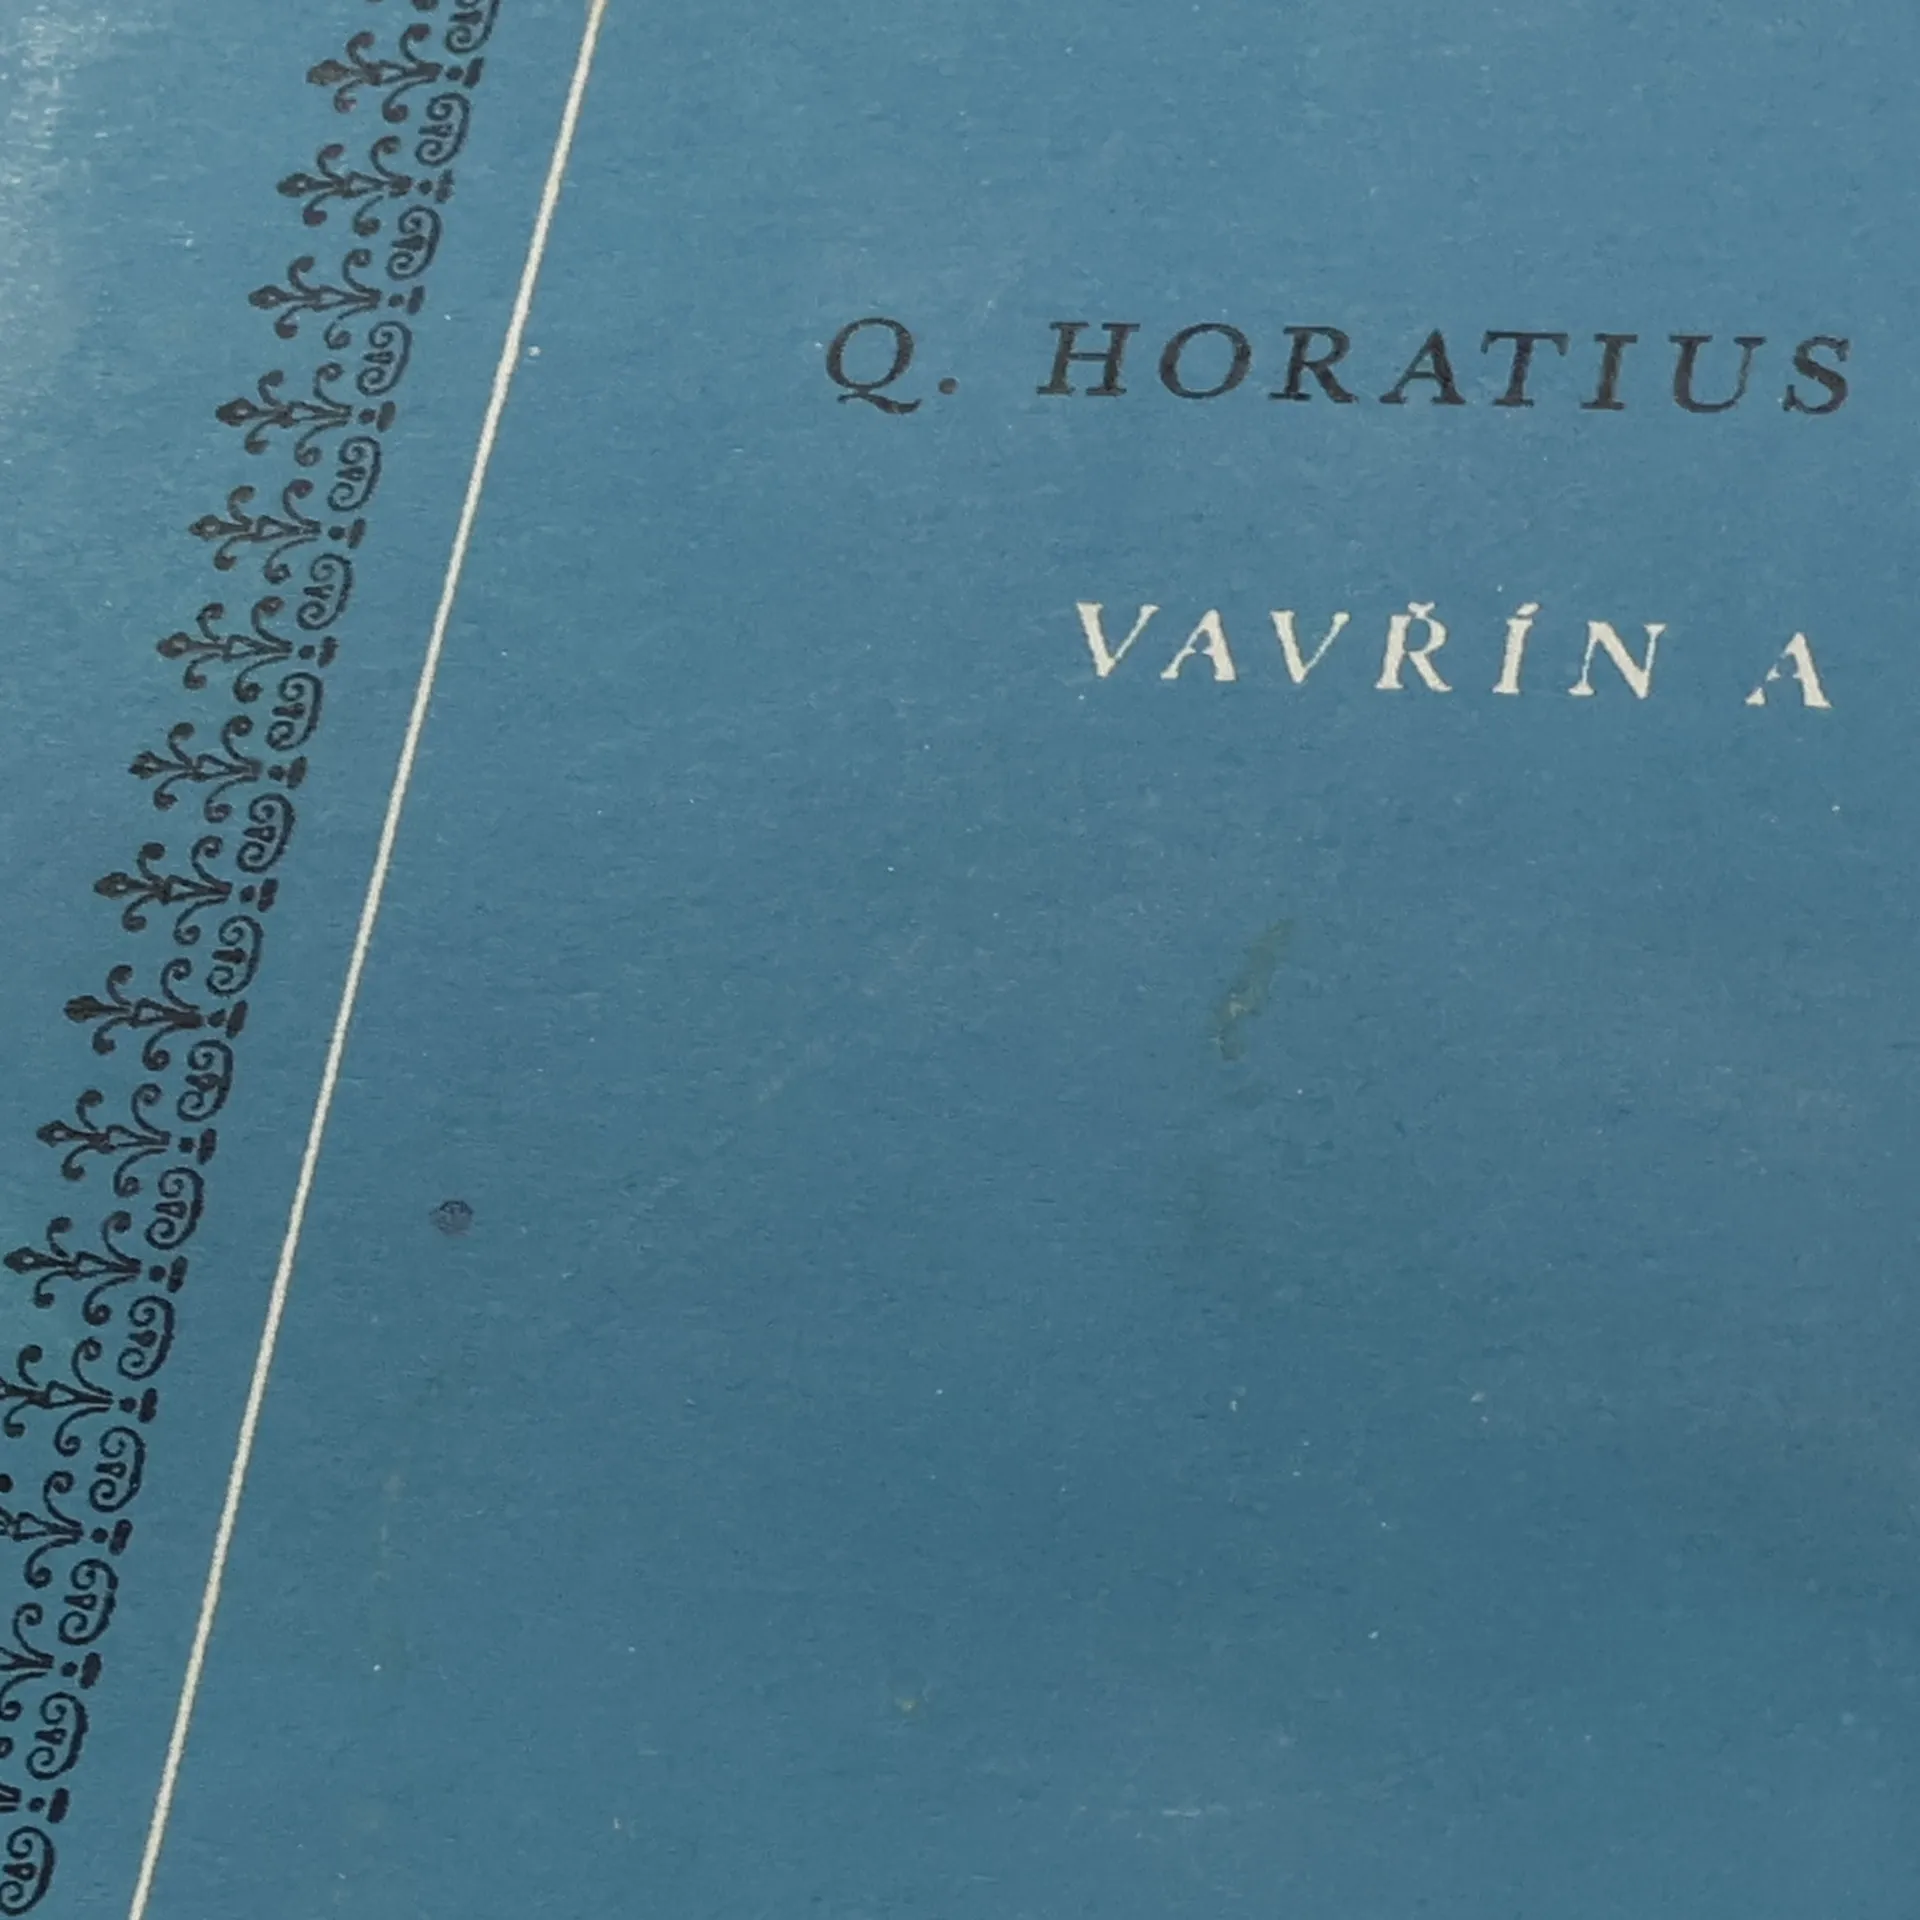 Q. HORATIUS
VAVŘÍN A